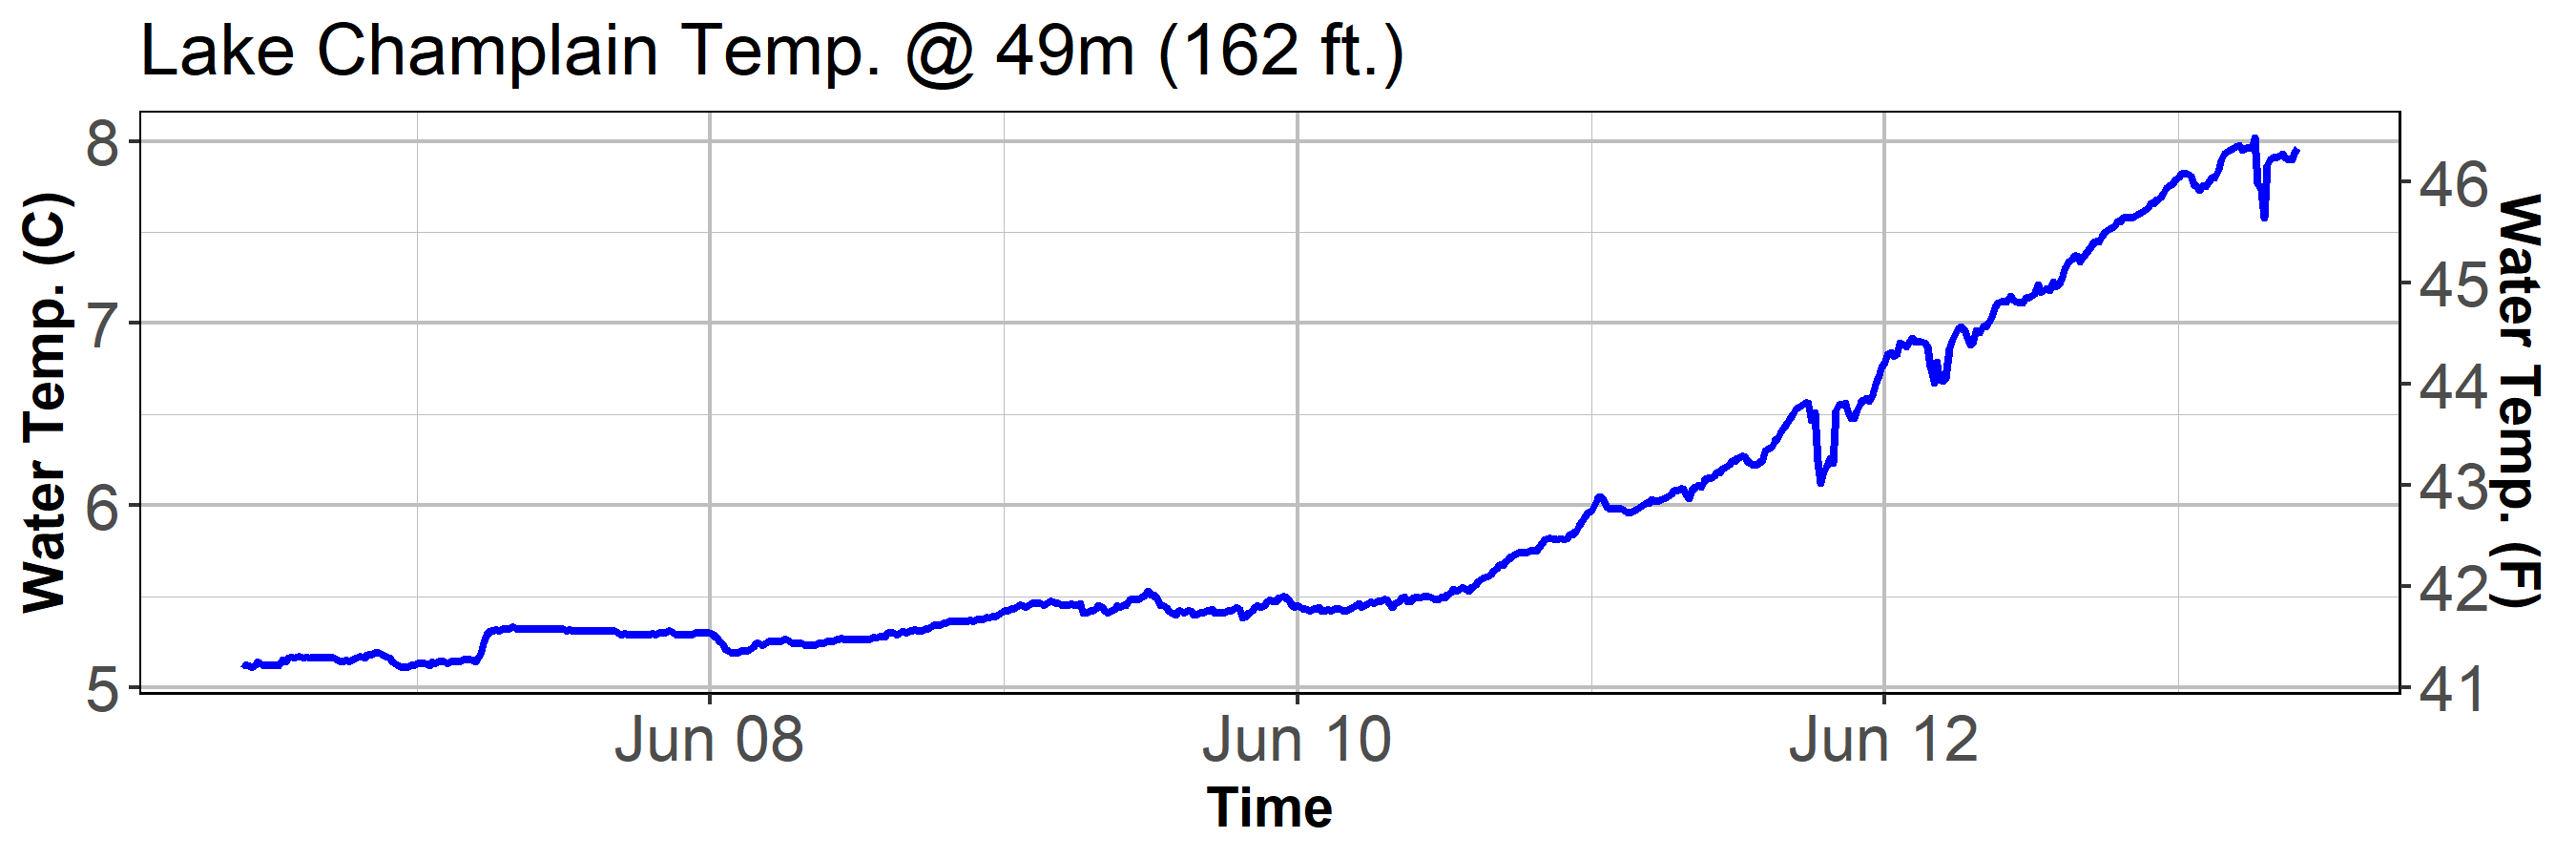 Lake Champlain Temp. @ 49m (162 ft.)
8
7
6
5
Water Temp. (C)
46
45
44
43
42
41
Water Temp. (F)
Jun 08
Jun 10
Jun 12
Time